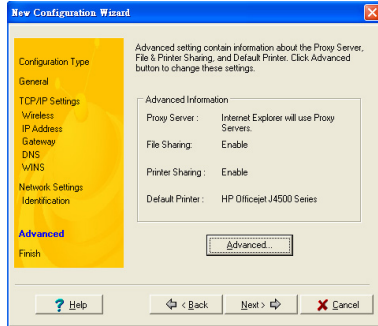 New Configuration Wizard
Configuration Type
General
TCP/IP Settings
Wireless
IP Address
Gateway
DNS
WINS
Network Settings
Identification
Advanced
Finish
Advanced setting contain information about the Proxy Server,
File & Printer Sharing, and Default Printer. Click Advanced
button to change these settings.
Advanced Information
Proxy Server : Internet Explorer will use Proxy
Servers.
File Sharing: Enable
Printer Sharing : Enable
Default Printer : HP Officejet J4500 Series
Advanced...
? Help
< Back
Next >
Cancel